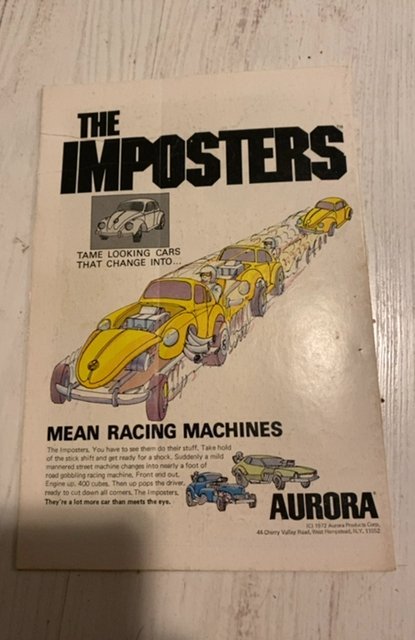 THE
IMPOSTERS™
TAME LOOKING CARS
THAT CHANGE INTO...
MEAN RACING MACHINES
The Imposters. You have to see them do their stuff. Take hold
of the stick shift and get ready for a shock. Suddenly a mild
mannered street machine changes into nearly a foot of
road gobbling racing machine. Front end out.
Engine up. 400 cubes. Then up pops the driver,
ready to cut down all corners. The Imposters.
They're a lot more car than meets the eye.
AURORA
(C) 1972 Aurora Products Corp.
44 Cherry Valley Road, West Hempstead, N.Y. 11552